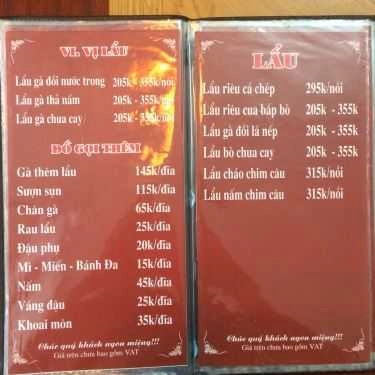 VI. VỊ LẨU
Lẩu gà đồi nước trong 205k - 355k/nồi
Lẩu gà thả nấm 205k - 355k/nồi
Lẩu gà chua cay 205k - 355k/nồi
ĐỒ GỌI THÊM
Gà thêm lẩu 145k/đĩa
Sườn sụn 115k/đĩa
Chân gà 65k/đĩa
Rau lẩu 25k/đĩa
Đậu phụ 20k/đĩa
Mì - Miến - Bánh Đa 15k/đĩa
Nấm 45k/đĩa
Váng đậu 25k/đĩa
Khoai môn 35k/đĩa
Chúc quý khách ngon miệng!!!
Giá trên chưa bao gồm VAT
LẨU
Lẩu riêu cá chép 295k/nồi
Lẩu riêu cua bắp bò 205k - 355k
Lẩu gà đồi lá nếp 205k - 355k
Lẩu bò chua cay 205k - 355k
Lẩu cháo chim câu 315k/nồi
Lẩu nấm chim câu 315k/nồi
Chúc quý khách ngon miệng!!!
Giá trên chưa bao gồm VAT